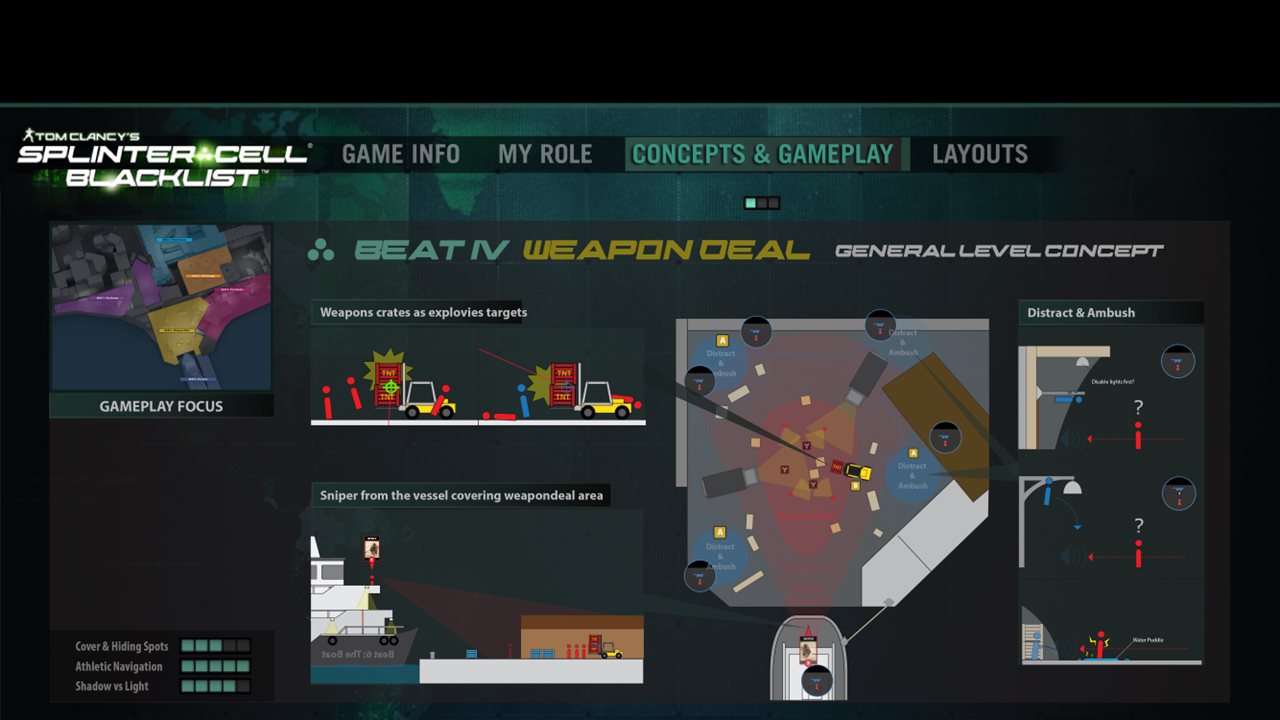 TOM CLANCY'S
SPLINTER CELL®
BLACKLIST™
GAME INFO
MY ROLE
CONCEPTS & GAMEPLAY
LAYOUTS
BEAT IV WEAPON DEAL GENERAL LEVEL CONCEPT
GAMEPLAY FOCUS
Cover & Hiding Spots
Athletic Navigation
Shadow vs Light
Weapons crates as explovies targets
TNT
TNT
TNT
TNT
Sniper from the vessel covering weapondeal area
Beat 6: The Boat
A
Distract
&
Ambush
Distract
&
Ambush
A
Distract
&
Ambush
A
Distract
&
Ambush
TNT
B
Distract & Ambush
Disable lights first?
?
?
Water Puddle